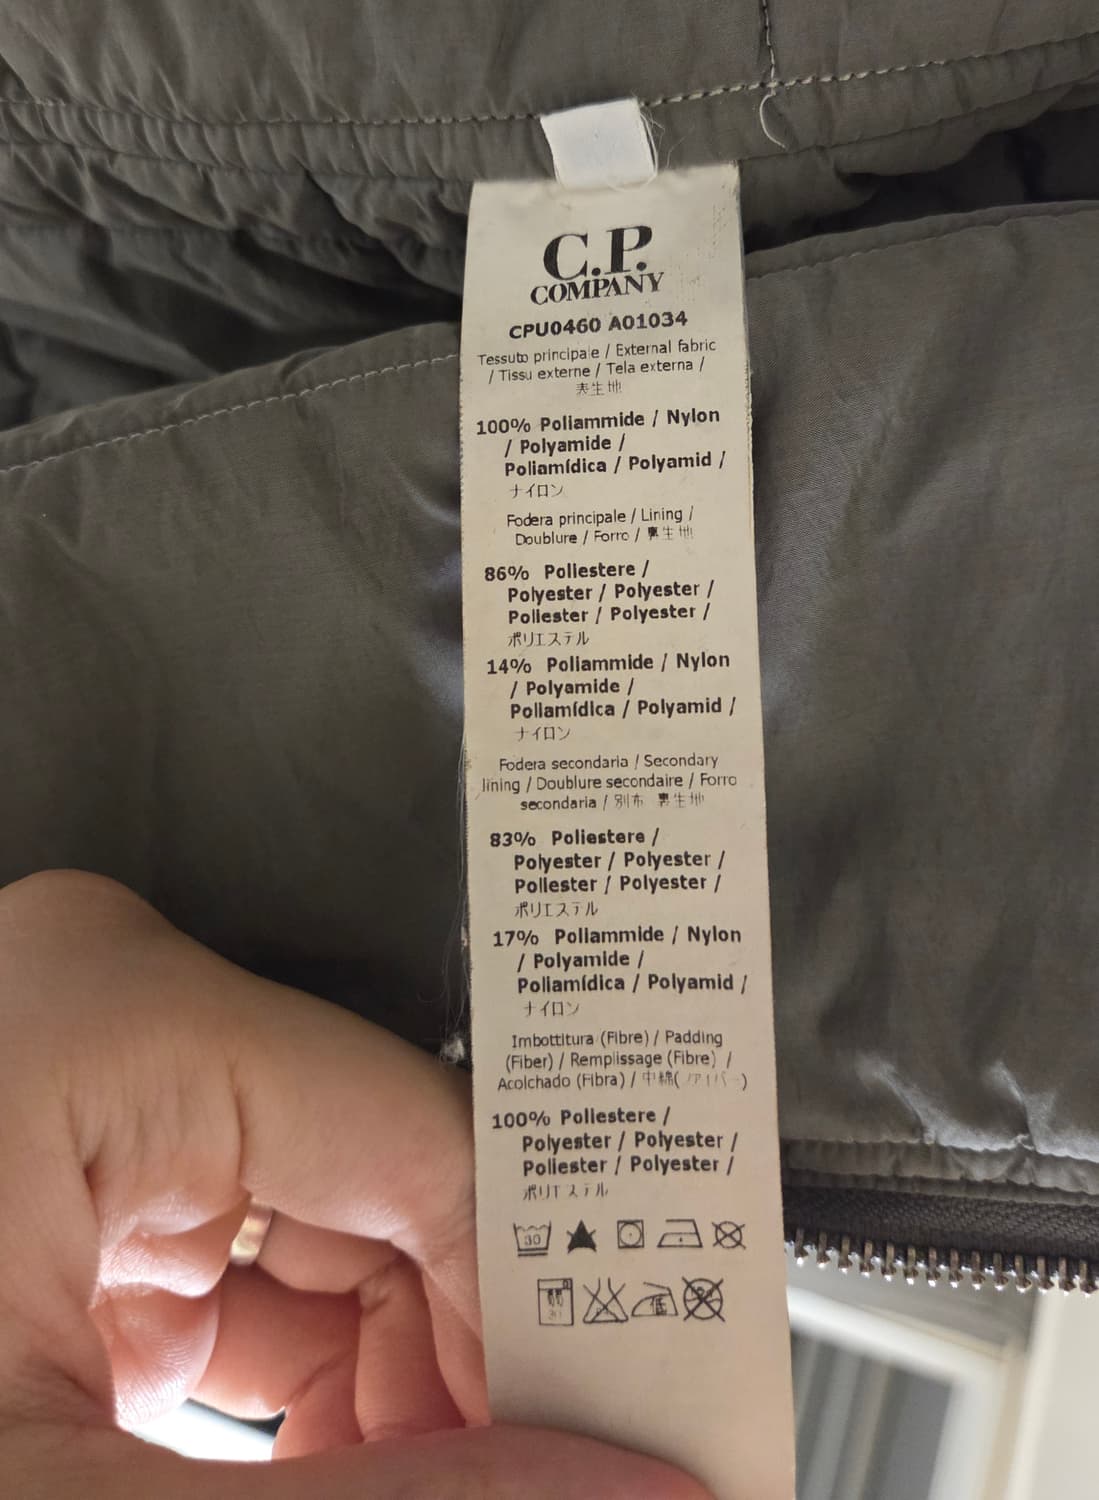 C.P.
COMPANY
CPU0460 A01034
Tessuto principale / External fabric
/ Tissu externe / Tela externa /
表生地
100% Poliammide / Nylon
/ Polyamide /
Poliamídica / Polyamid /
ナイロン
Fodera principale / Lining /
Doublure / Forro / 裏生地
86% Poliestere /
Polyester / Polyester /
Poliester / Polyester /
ポリエステル
14% Poliammide / Nylon
/ Polyamide /
Poliamídica / Polyamid /
ナイロン
Fodera secondaria / Secondary
lining / Doublure secondaire / Forro
secondaria / 別布 裏生地
83% Poliestere /
Polyester / Polyester /
Poliester / Polyester /
ポリエステル
17% Poliammide / Nylon
/ Polyamide /
Poliamídica / Polyamid /
ナイロン
Imbottitura (Fibre) / Padding
(Fiber) / Remplissage (Fibre) /
Acolchado (Fibra) / 中綿(ファイバー)
100% Poliestere /
Polyester / Polyester /
Poliester / Polyester /
ポリエステル
30
30 低